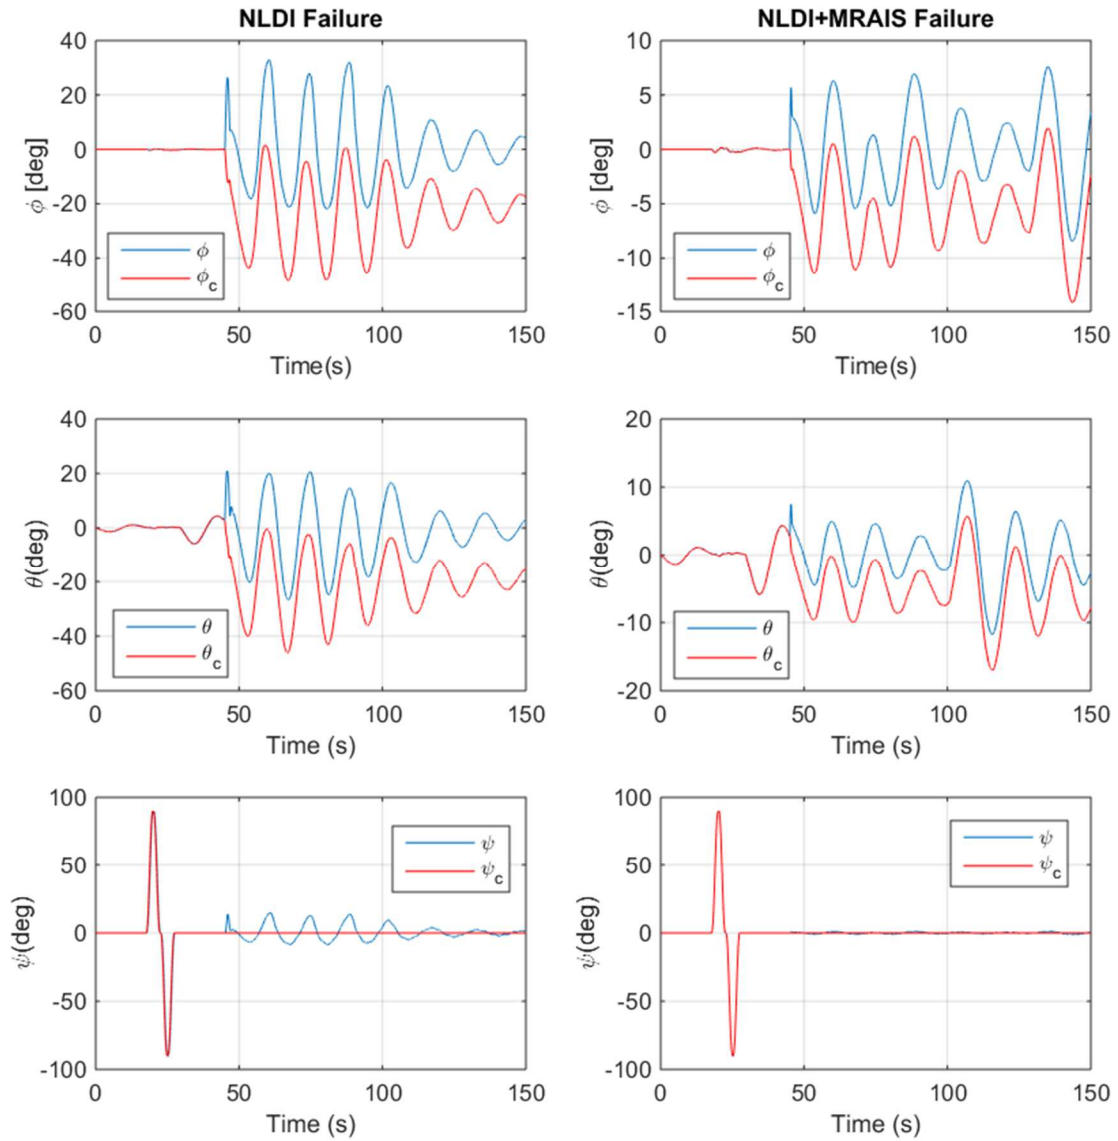 NLDI Failure
40
20
0
-20
-40
-60
ϕ [deg]
ϕ
ϕc
0 50 100 150
Time(s)
NLDI+MRAIS Failure
10
5
0
-5
-10
-15
ϕ [deg]
ϕ
ϕc
0 50 100 150
Time(s)
40
20
0
-20
-40
-60
θ(deg)
θ
θc
0 50 100 150
Time (s)
20
10
0
-10
-20
θ(deg)
θ
θc
0 50 100 150
Time (s)
100
50
0
-50
-100
ψ(deg)
ψ
ψc
0 50 100 150
Time (s)
100
50
0
-50
-100
ψ(deg)
ψ
ψc
0 50 100 150
Time (s)